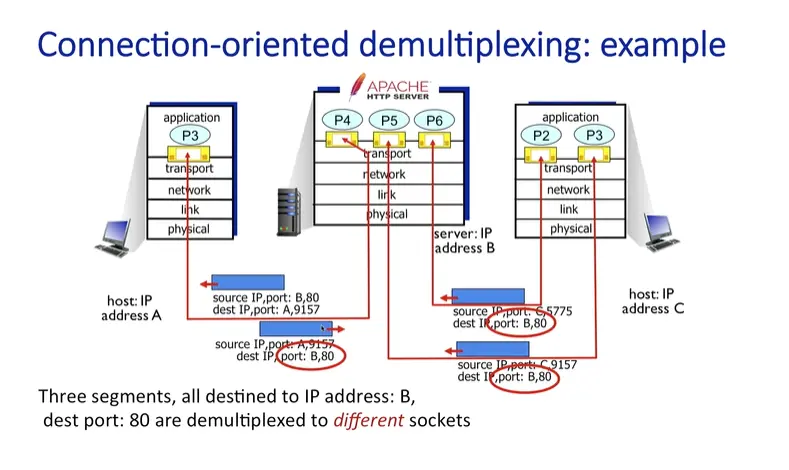 Connection-oriented demultiplexing: example
APACHE
HTTP SERVER
application
P3
transport
network
link
physical
P4
P5
P6
transport
network
link
physical
application
P2
P3
transport
network
link
physical
server: IP
address B
host: IP
address A
host: IP
address C
source IP,port: B,80
dest IP,port: A,9157
source IP,port: A,9157
dest IP,port: B,80
source IP,port: C,5775
dest IP,port: B,80
source IP,port: C,9157
dest IP,port: B,80
Three segments, all destined to IP address: B,
dest port: 80 are demultiplexed to different sockets